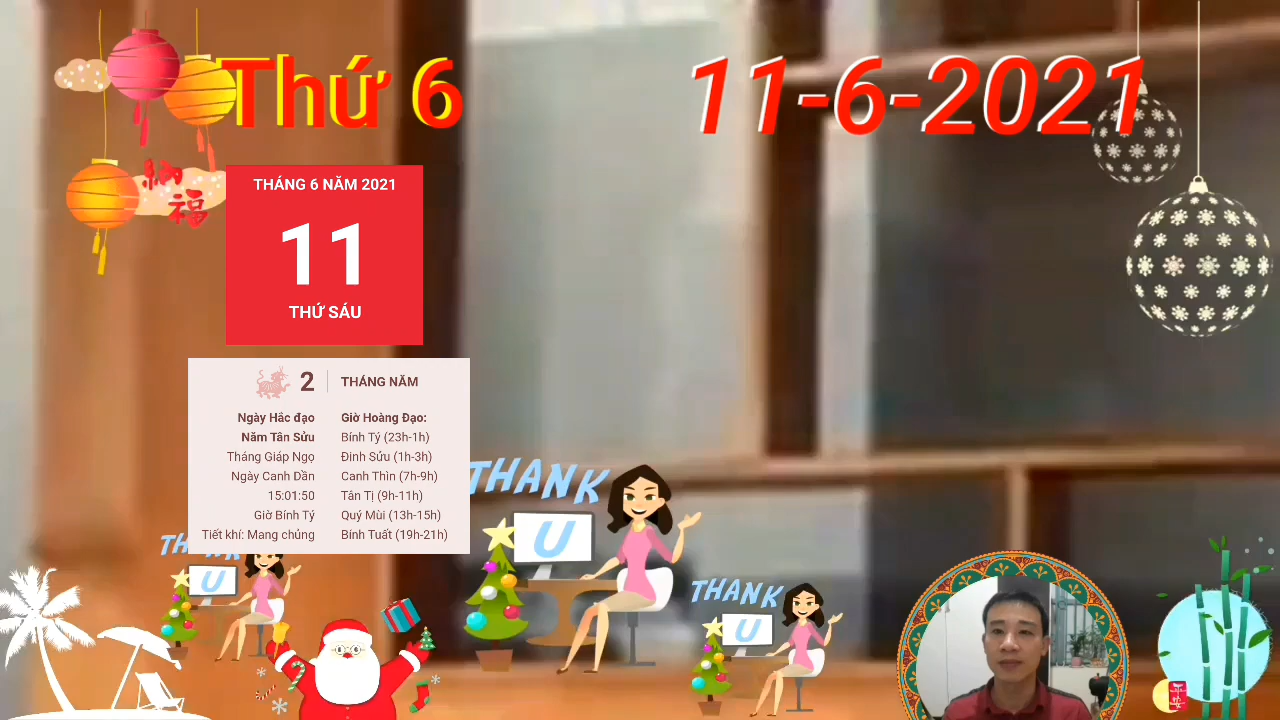 Thứ 6
11-6-2021
納
福
THÁNG 6 NĂM 2021
11
THỨ SÁU
2 THÁNG NĂM
Ngày Hắc đạo
Năm Tân Sửu
Tháng Giáp Ngọ
Ngày Canh Dần
15:01:50
Giờ Bính Tý
Tiết khí: Mang chủng
Giờ Hoàng Đạo:
Bính Tý (23h-1h)
Đinh Sửu (1h-3h)
Canh Thìn (7h-9h)
Tân Tị (9h-11h)
Quý Mùi (13h-15h)
Bính Tuất (19h-21h)
THANK
U
TH
U
THANK
U